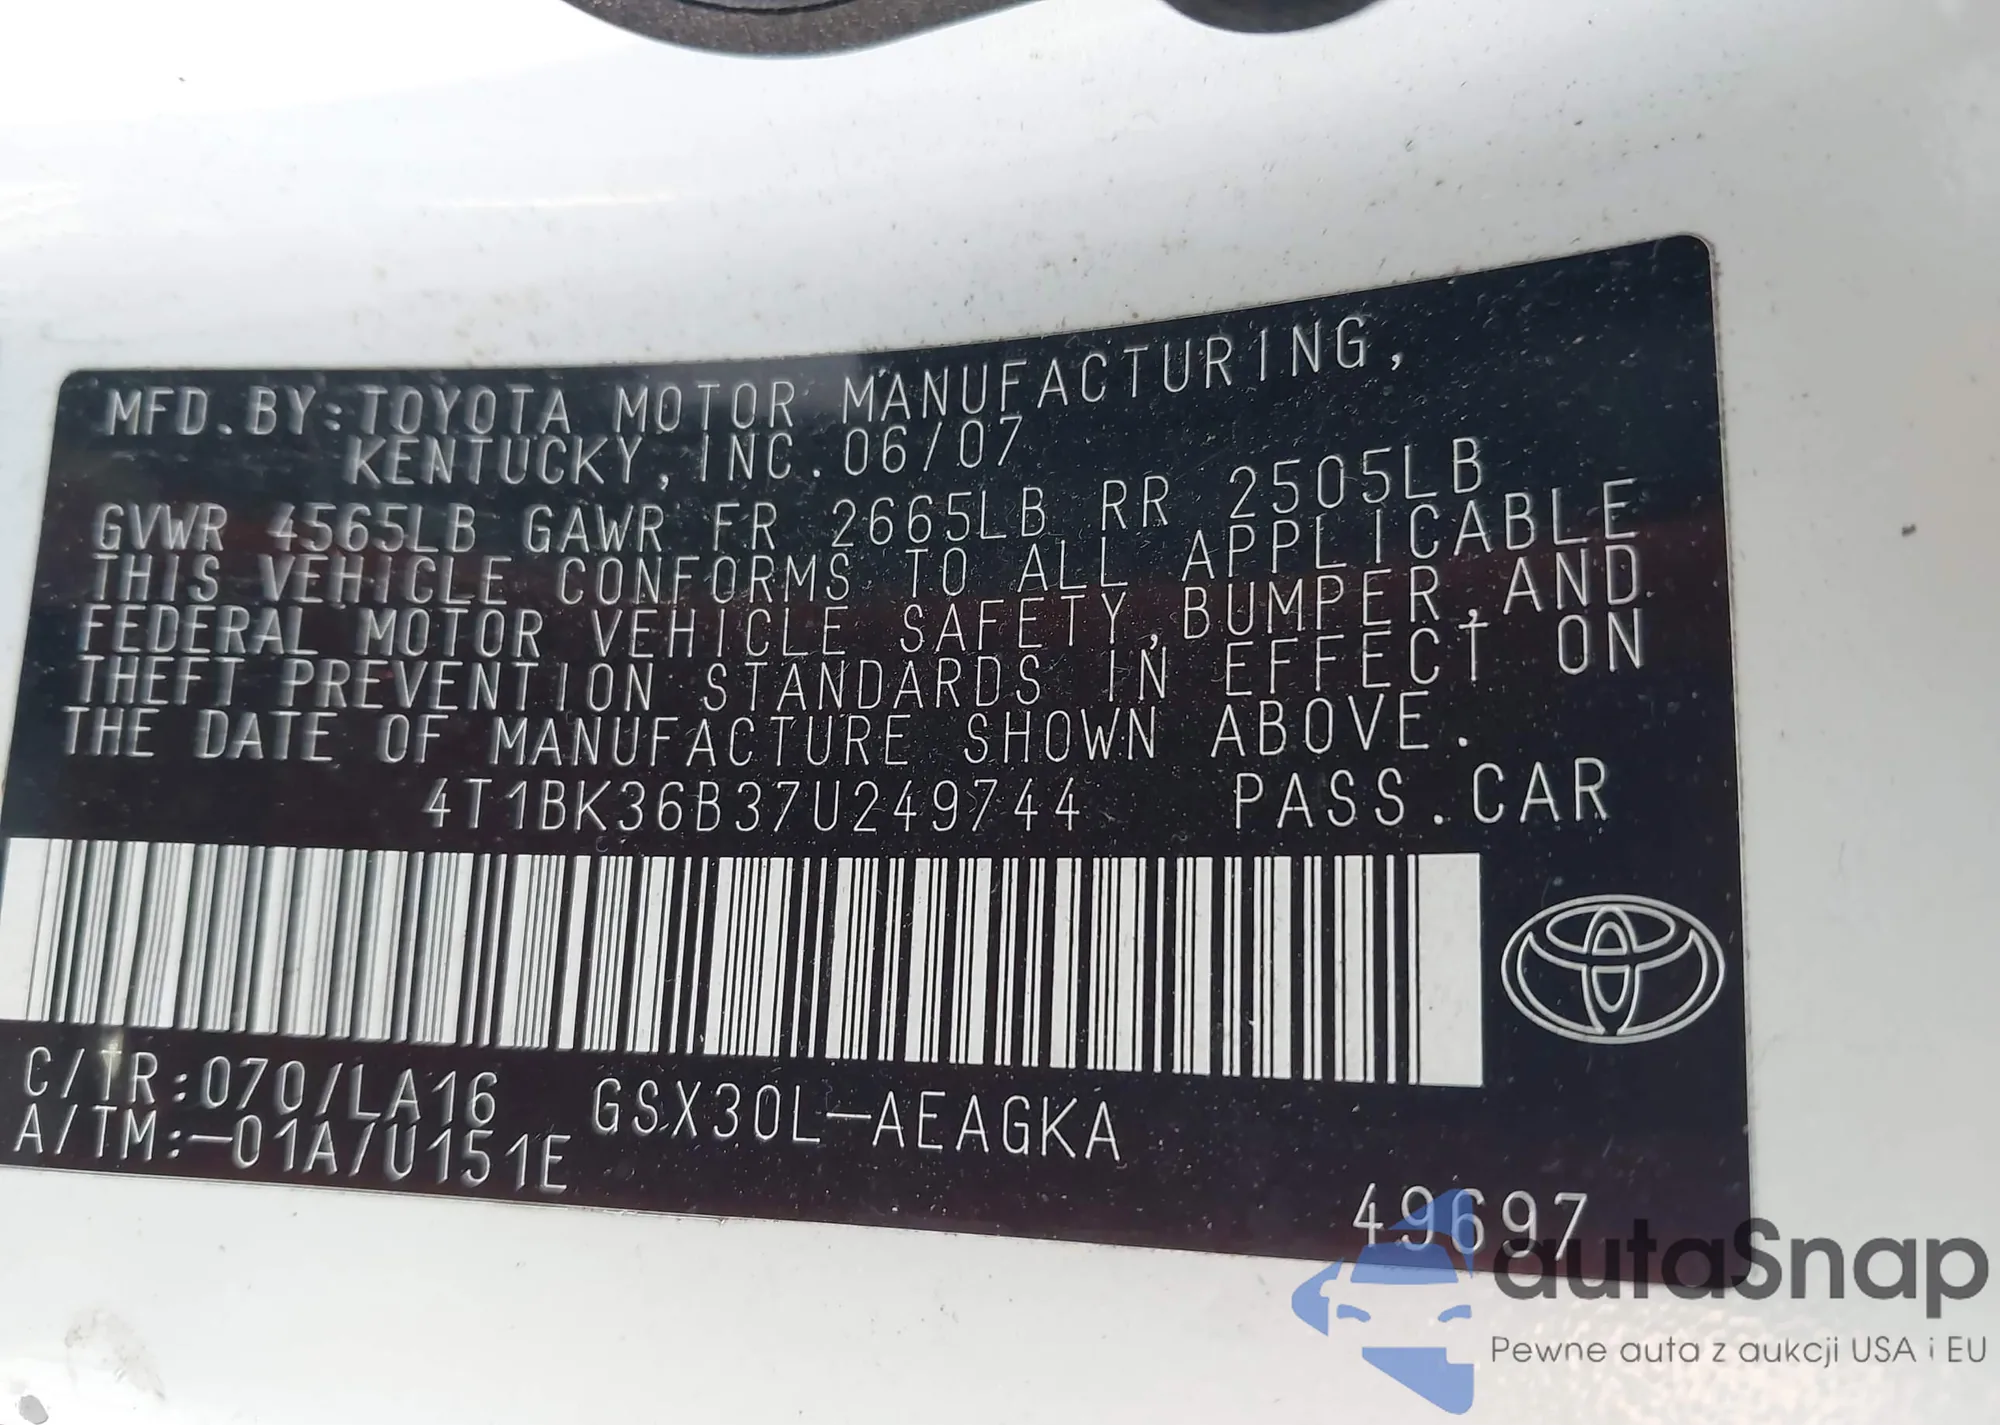 MFD.BY:TOYOTA MOTOR MANUFACTURING,
KENTUCKY, INC. 06/07
GVWR 4565LB GAWR FR 2665LB RR 2505LB
THIS VEHICLE CONFORMS TO ALL APPLICABLE
FEDERAL MOTOR VEHICLE SAFETY, BUMPER, AND
THEFT PREVENTION STANDARDS IN EFFECT ON
THE DATE OF MANUFACTURE SHOWN ABOVE.
4T1BK36B37U249744 PASS.CAR
C/TR:070/LA16 GSX30L-AEAGKA
A/TM:-01A/U151E
49697
autaSnap
Pewne auta z aukcji USA i EU